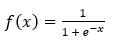 f(x) = 1 / (1 + e^{-x})